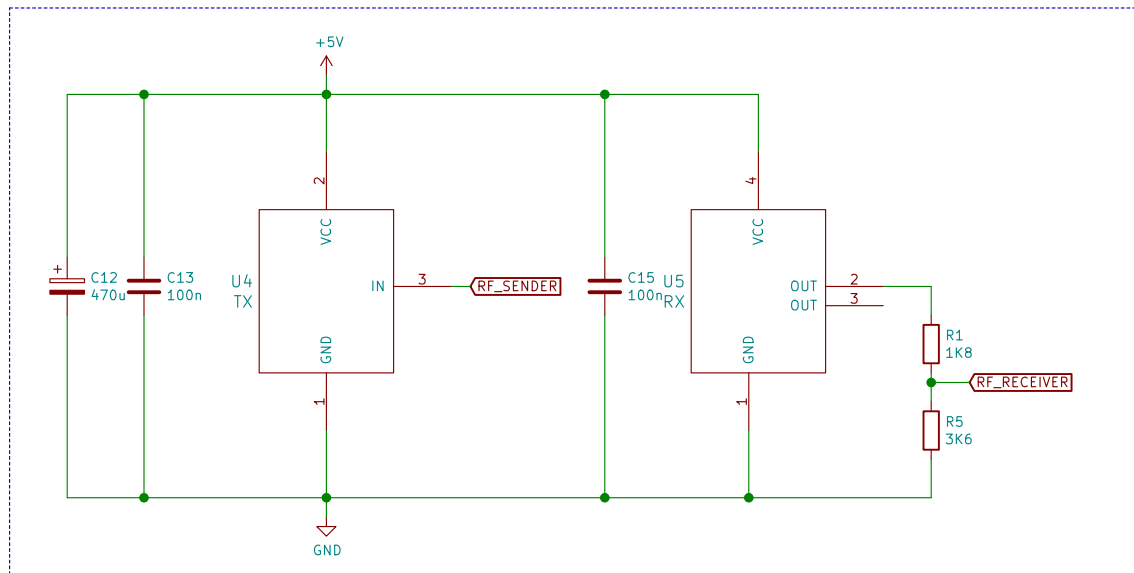 +5V
2
VCC
4
VCC
+
C12
470u
C13
100n
U4
TX
IN
3
RF_SENDER
C15
100n
U5
RX
OUT
2
OUT
3
R1
1K8
GND
1
GND
1
RF_RECEIVER
R5
3K6
GND